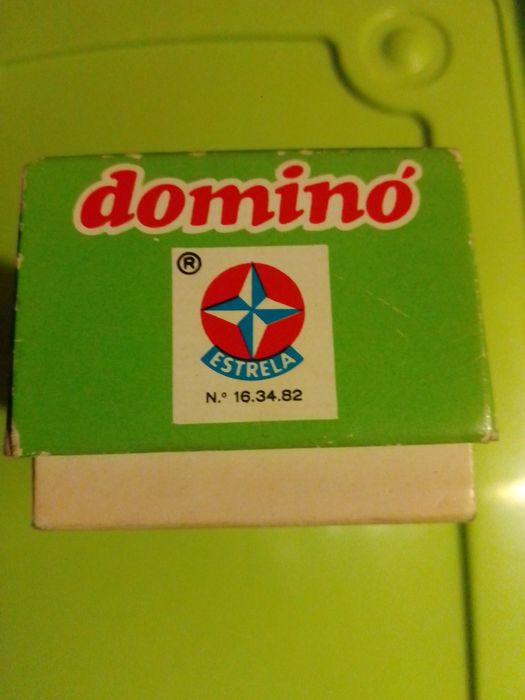 dominó
®
ESTRELA
N.º 16.34.82